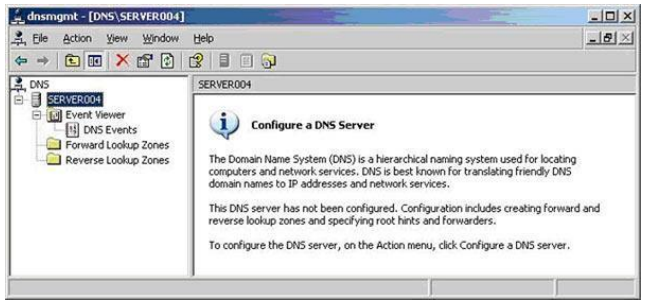 dnsmgmt - [DNS\SERVER004]
File Action View Window Help
DNS
SERVER004
Event Viewer
DNS Events
Forward Lookup Zones
Reverse Lookup Zones
SERVER004
Configure a DNS Server
The Domain Name System (DNS) is a hierarchical naming system used for locating
computers and network services. DNS is best known for translating friendly DNS
domain names to IP addresses and network services.
This DNS server has not been configured. Configuration includes creating forward and
reverse lookup zones and specifying root hints and forwarders.
To configure the DNS server, on the Action menu, click Configure a DNS server.